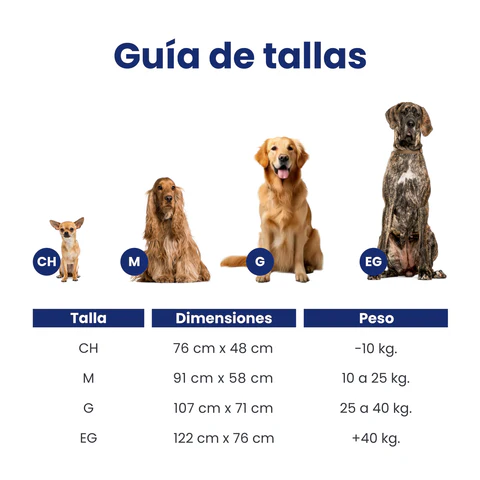 Guía de tallas
CH
M
G
EG
Talla Dimensiones Peso
CH 76 cm x 48 cm -10 kg.
M 91 cm x 58 cm 10 a 25 kg.
G 107 cm x 71 cm 25 a 40 kg.
EG 122 cm x 76 cm +40 kg.